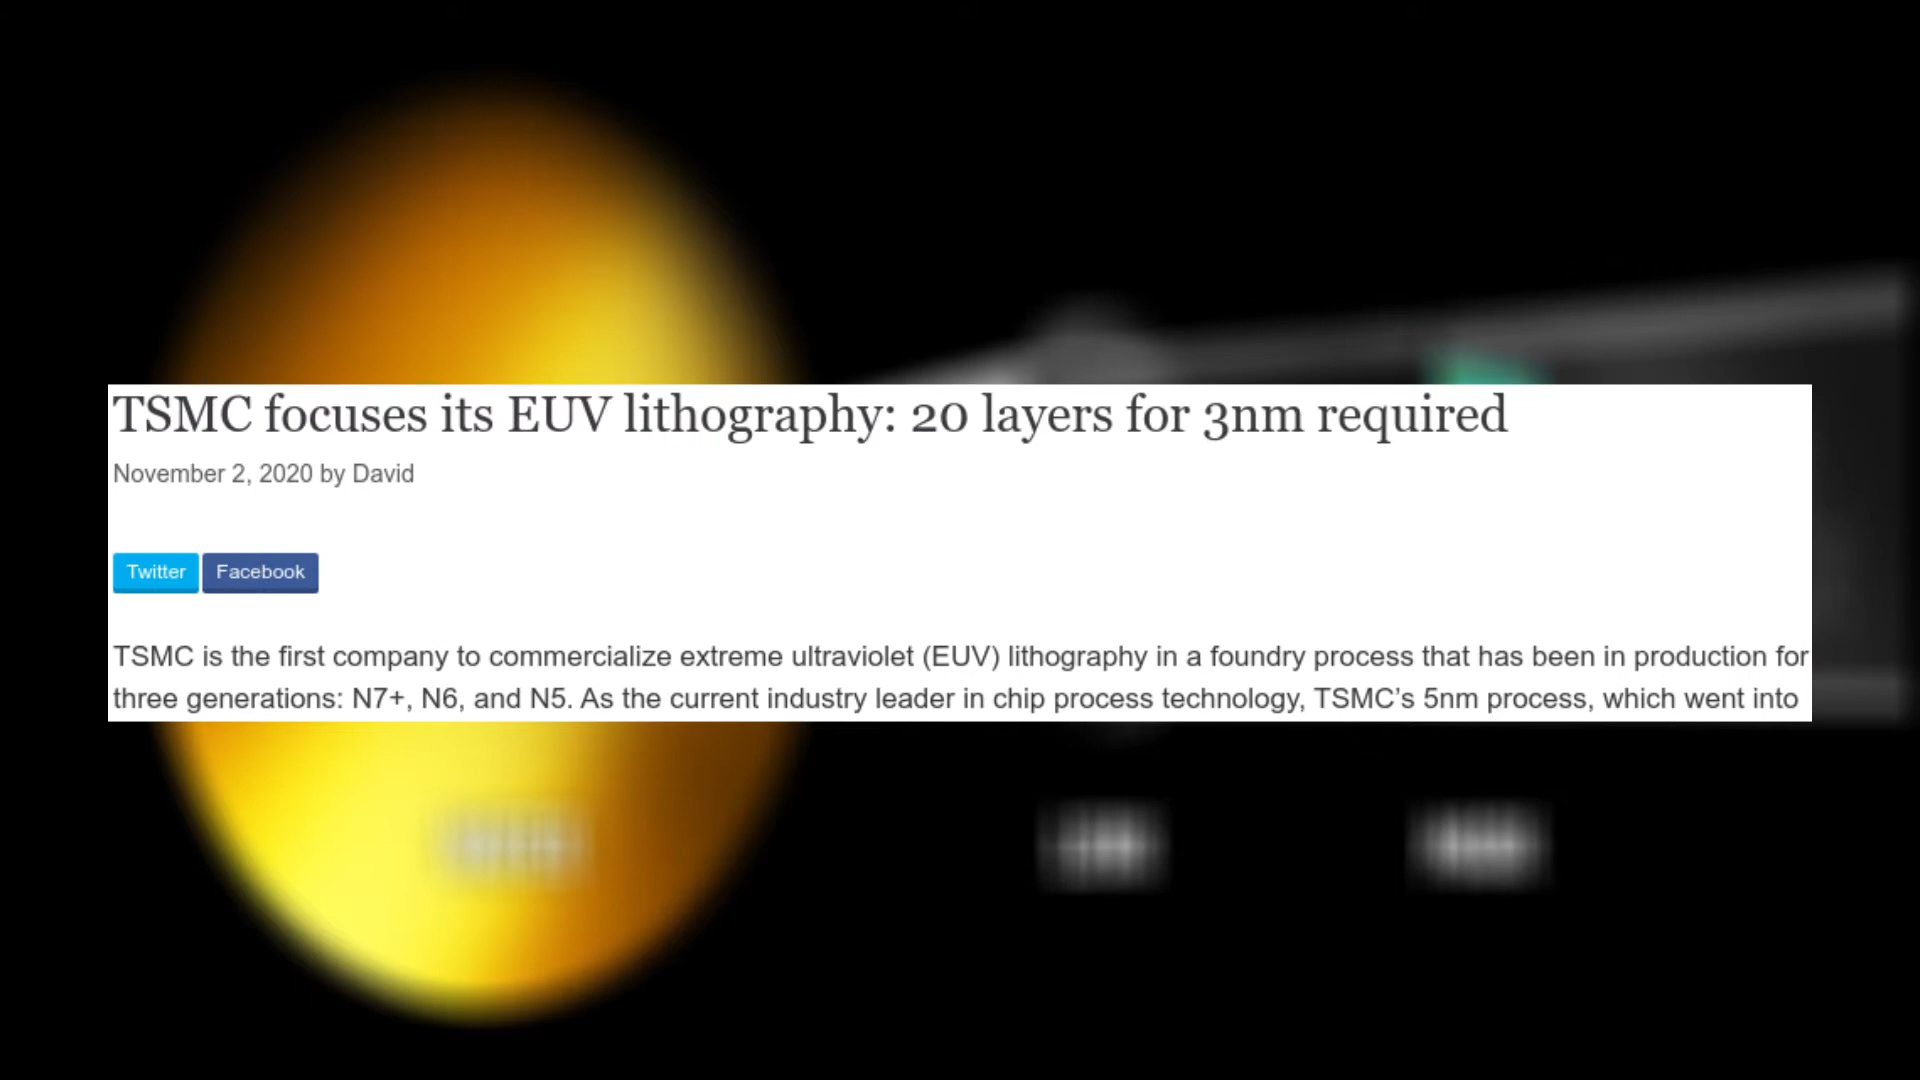 TSMC focuses its EUV lithography: 20 layers for 3nm required
November 2, 2020 by David
Twitter Facebook
TSMC is the first company to commercialize extreme ultraviolet (EUV) lithography in a foundry process that has been in production for
three generations: N7+, N6, and N5. As the current industry leader in chip process technology, TSMC’s 5nm process, which went into